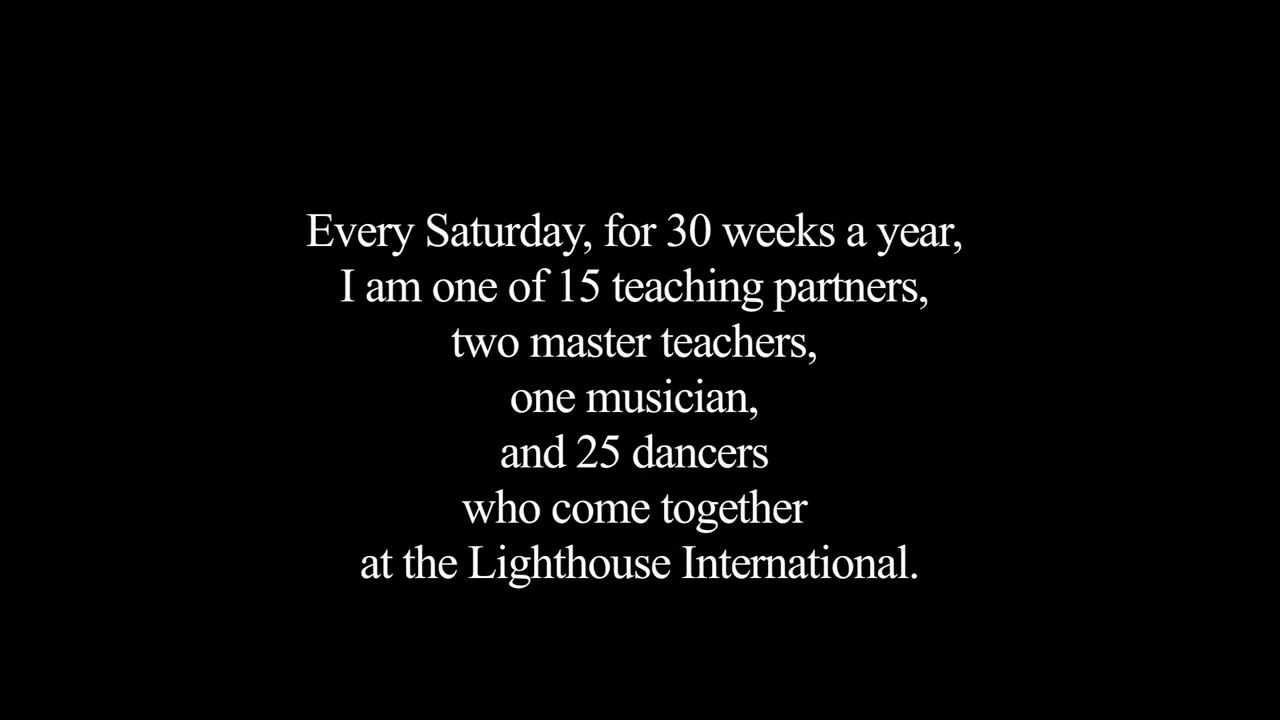 Every Saturday, for 30 weeks a year,
I am one of 15 teaching partners,
two master teachers,
one musician,
and 25 dancers
who come together
at the Lighthouse International.